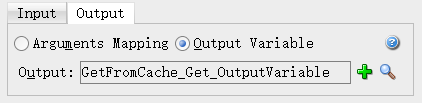 Input Output
Arguments Mapping Output Variable
Output: GetFromCache_Get_OutputVariable